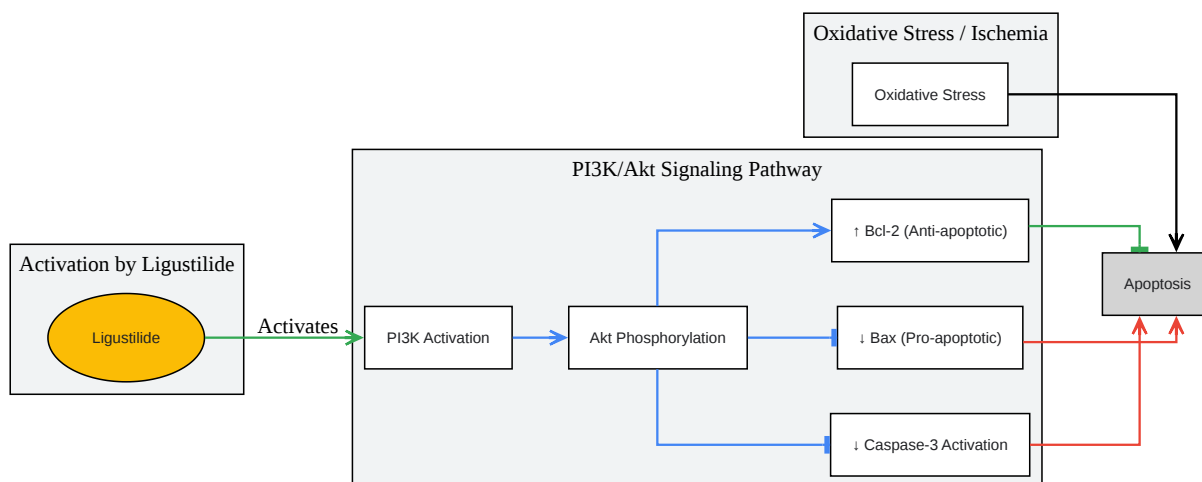 Oxidative Stress / Ischemia
Oxidative Stress
PI3K/Akt Signaling Pathway
↑ Bcl-2 (Anti-apoptotic)
Activation by Ligustilide
Apoptosis
Ligustilide
Activates
PI3K Activation
Akt Phosphorylation
↓ Bax (Pro-apoptotic)
↓ Caspase-3 Activation